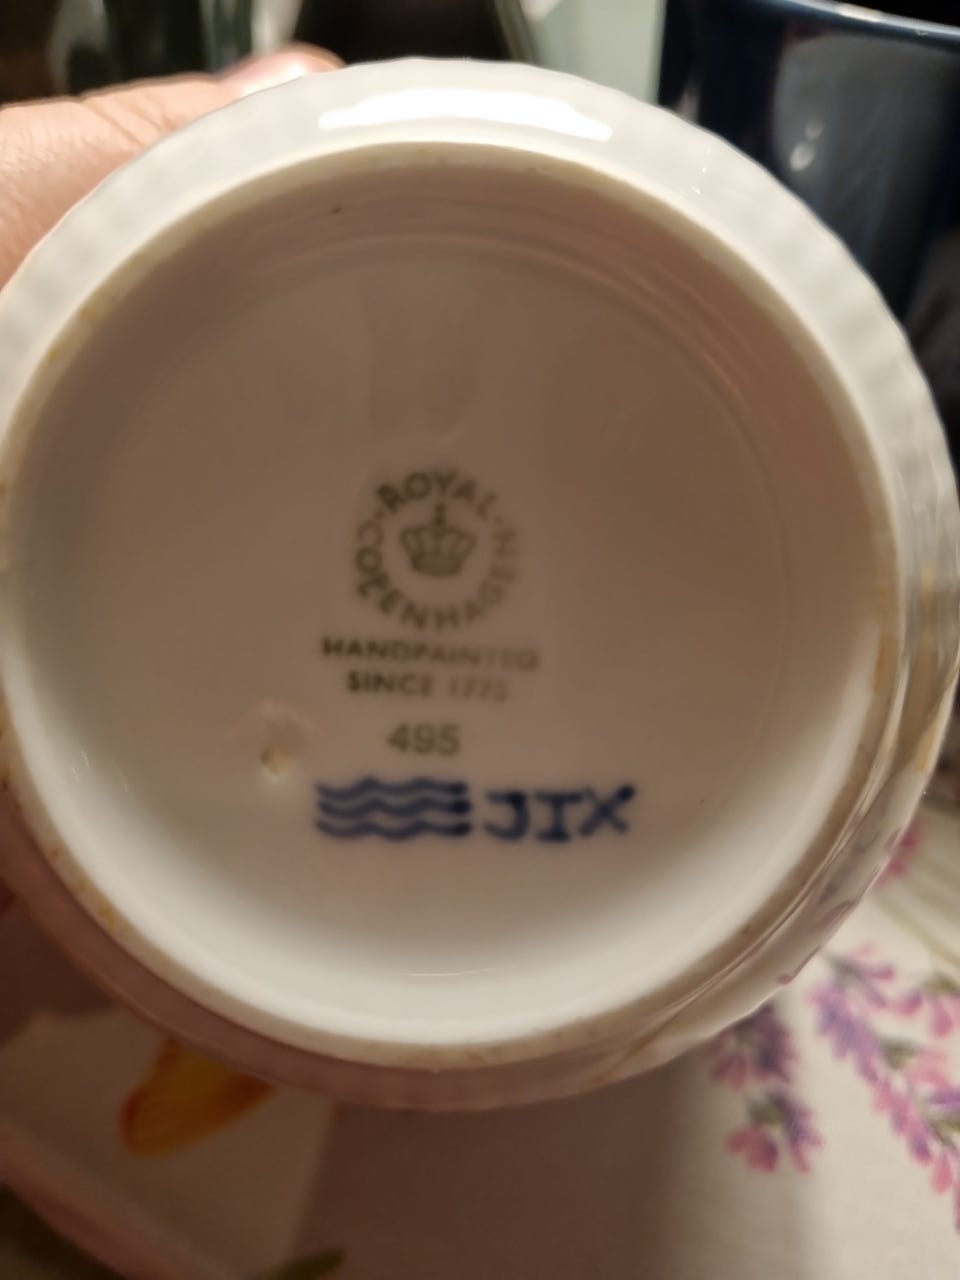 ROYAL
COPENHAGEN
HANDPAINTED
SINCE 1775
495
JIX